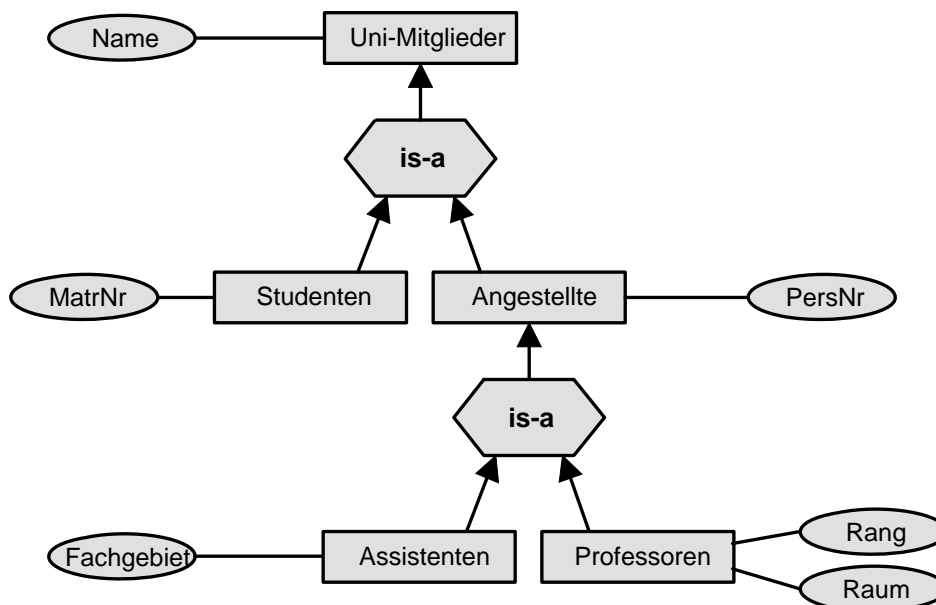 Name
Uni-Mitglieder
is-a
MatrNr
Studenten
Angestellte
PersNr
is-a
Fachgebiet
Assistenten
Professoren
Rang
Raum